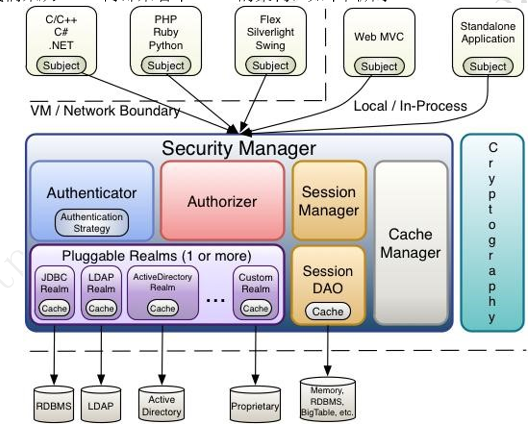 C/C++
C#
.NET
Subject
PHP
Ruby
Python
Subject
Flex
Silverlight
Swing
Subject
Web MVC
Subject
Standalone
Application
Subject
VM / Network Boundary
Local / In-Process
Security Manager
Authenticator
Authentication
Strategy
Authorizer
Session
Manager
Cache
Manager
Cryptography
Pluggable Realms (1 or more)
JDBC
Realm
Cache
LDAP
Realm
Cache
ActiveDirectory
Realm
Cache
...
Custom
Realm
Cache
Session
DAO
Cache
RDBMS
LDAP
Active
Directory
Proprietary
Memory,
RDBMS,
BigTable, etc.